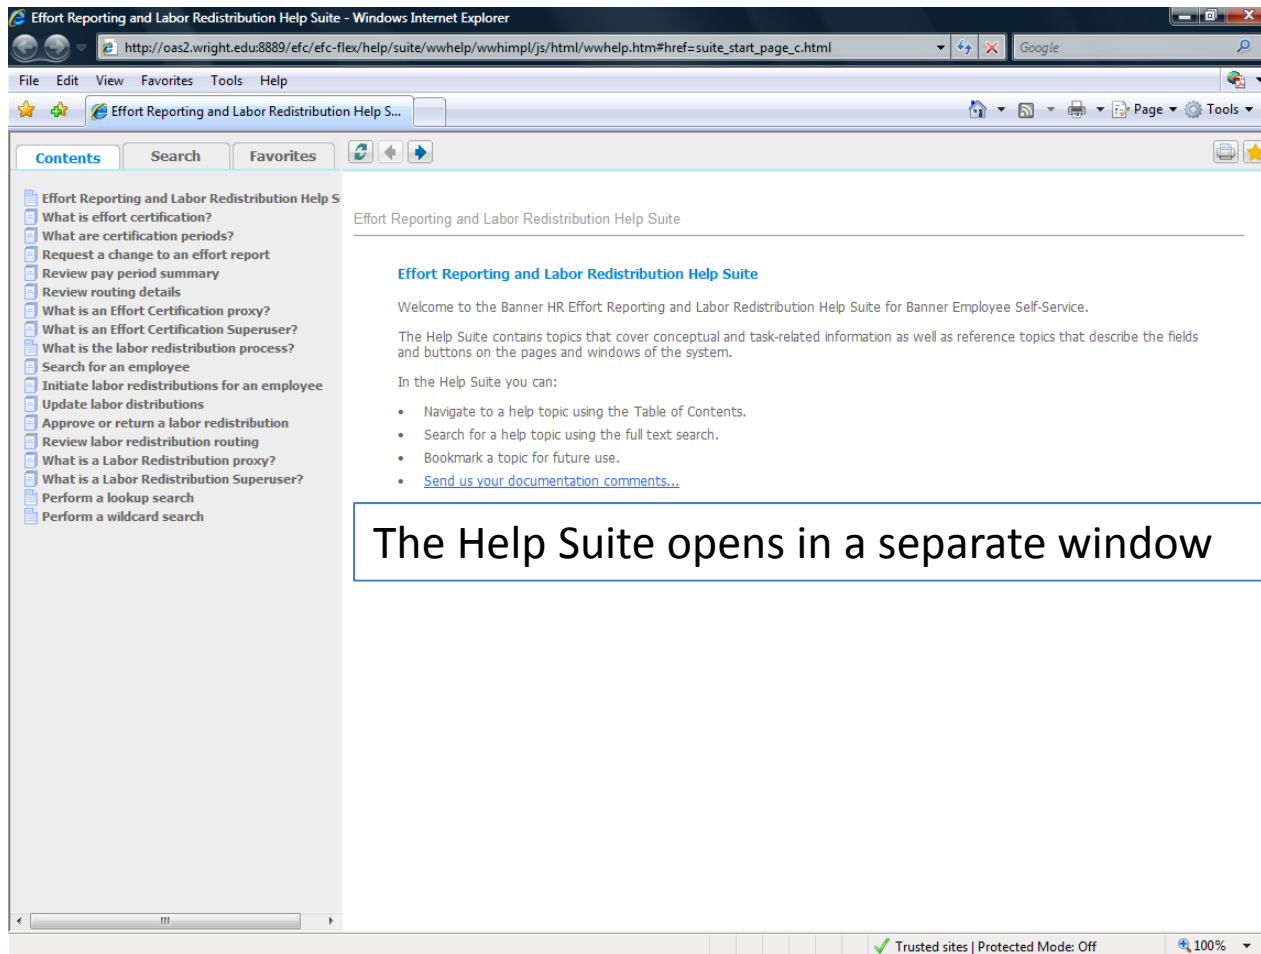 Effort Reporting and Labor Redistribution Help Suite - Windows Internet Explorer
http://oas2.wright.edu:8889/efc/efc-flex/help/suite/wwhelp/wwhimpl/js/html/wwhelp.htm#href=suite_start_page_c.html
Google
File Edit View Favorites Tools Help
Effort Reporting and Labor Redistribution Help S...
Page Tools
Contents Search Favorites
Effort Reporting and Labor Redistribution Help S
What is effort certification?
What are certification periods?
Request a change to an effort report
Review pay period summary
Review routing details
What is an Effort Certification proxy?
What is an Effort Certification Superuser?
What is the labor redistribution process?
Search for an employee
Initiate labor redistributions for an employee
Update labor distributions
Approve or return a labor redistribution
Review labor redistribution routing
What is a Labor Redistribution proxy?
What is a Labor Redistribution Superuser?
Perform a lookup search
Perform a wildcard search
Effort Reporting and Labor Redistribution Help Suite
Effort Reporting and Labor Redistribution Help Suite
Welcome to the Banner HR Effort Reporting and Labor Redistribution Help Suite for Banner Employee Self-Service.
The Help Suite contains topics that cover conceptual and task-related information as well as reference topics that describe the fields
and buttons on the pages and windows of the system.
In the Help Suite you can:
• Navigate to a help topic using the Table of Contents.
• Search for a help topic using the full text search.
• Bookmark a topic for future use.
• Send us your documentation comments...
The Help Suite opens in a separate window
Trusted sites | Protected Mode: Off
100%